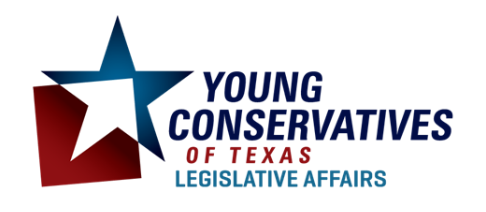 YOUNG
CONSERVATIVES
OF TEXAS
LEGISLATIVE AFFAIRS